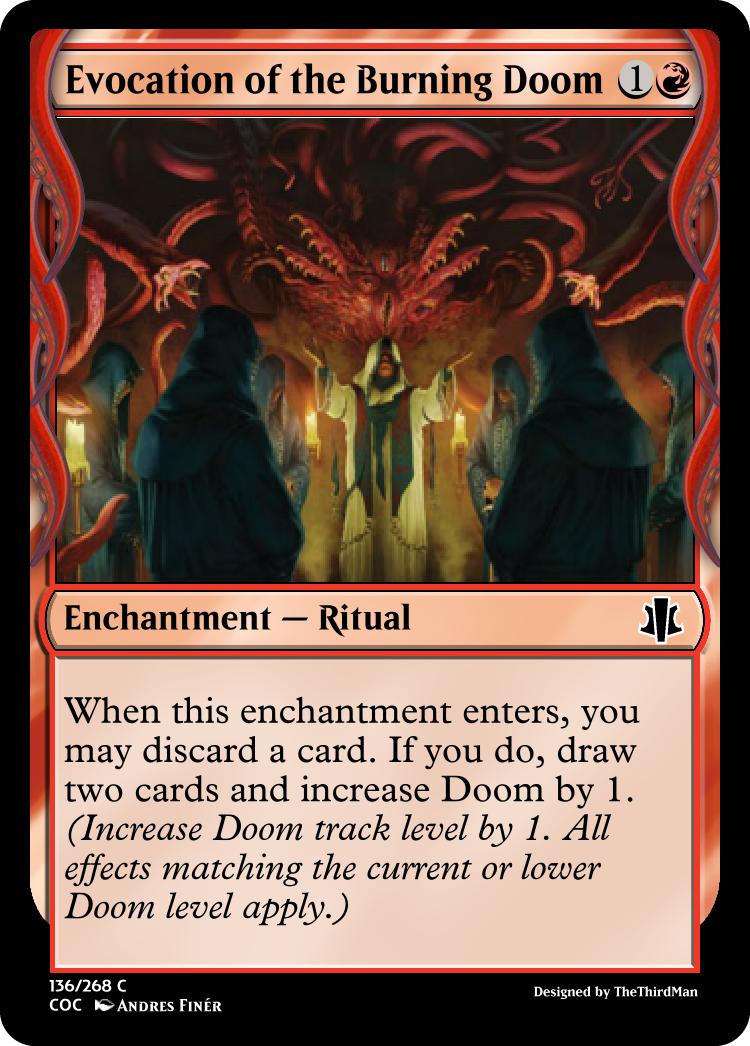 Evocation of the Burning Doom 1
Enchantment — Ritual
When this enchantment enters, you
may discard a card. If you do, draw
two cards and increase Doom by 1.
(Increase Doom track level by 1. All
effects matching the current or lower
Doom level apply.)
136/268 C
COC Andres Finér
Designed by TheThirdMan